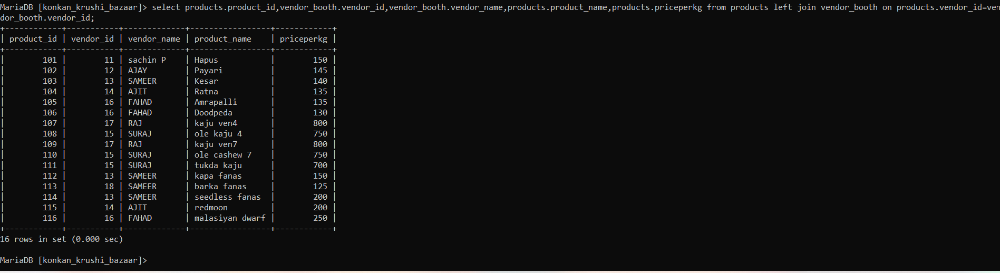 MariaDB [konkan_krushi_bazaar]> select products.product_id,vendor_booth.vendor_id,vendor_booth.vendor_name,products.product_name,products.priceperkg from products left join vendor_booth on products.vendor_id=ven
dor_booth.vendor_id;
+------------+-----------+-------------+-----------------+------------+
| product_id | vendor_id | vendor_name | product_name    | priceperkg |
+------------+-----------+-------------+-----------------+------------+
|        101 |        11 | sachin P    | Hapus           |        150 |
|        102 |        12 | AJAY        | Payari          |        145 |
|        103 |        13 | SAMEER      | Kesar           |        140 |
|        104 |        14 | AJIT        | Ratna           |        135 |
|        105 |        16 | FAHAD       | Amrapalli       |        135 |
|        106 |        16 | FAHAD       | Doodpeda        |        130 |
|        107 |        17 | RAJ         | kaju ven4       |        800 |
|        108 |        15 | SURAJ       | ole kaju 4      |        750 |
|        109 |        17 | RAJ         | kaju ven7       |        800 |
|        110 |        15 | SURAJ       | ole cashew 7    |        750 |
|        111 |        15 | SURAJ       | tukda kaju      |        700 |
|        112 |        13 | SAMEER      | kapa fanas      |        150 |
|        113 |        18 | SAMEER      | barka fanas     |        125 |
|        114 |        13 | SAMEER      | seedless fanas  |        200 |
|        115 |        14 | AJIT        | redmoon         |        200 |
|        116 |        16 | FAHAD       | malasiyan dwarf |        250 |
+------------+-----------+-------------+-----------------+------------+
16 rows in set (0.000 sec)
MariaDB [konkan_krushi_bazaar]>